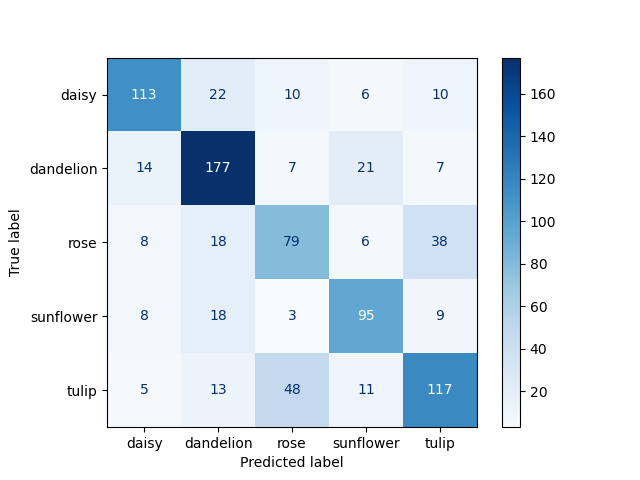 daisy 113 22 10 6 10
dandelion 14 177 7 21 7
rose 8 18 79 6 38
sunflower 8 18 3 95 9
tulip 5 13 48 11 117
daisy dandelion rose sunflower tulip
Predicted label
True label
160
140
120
100
80
60
40
20